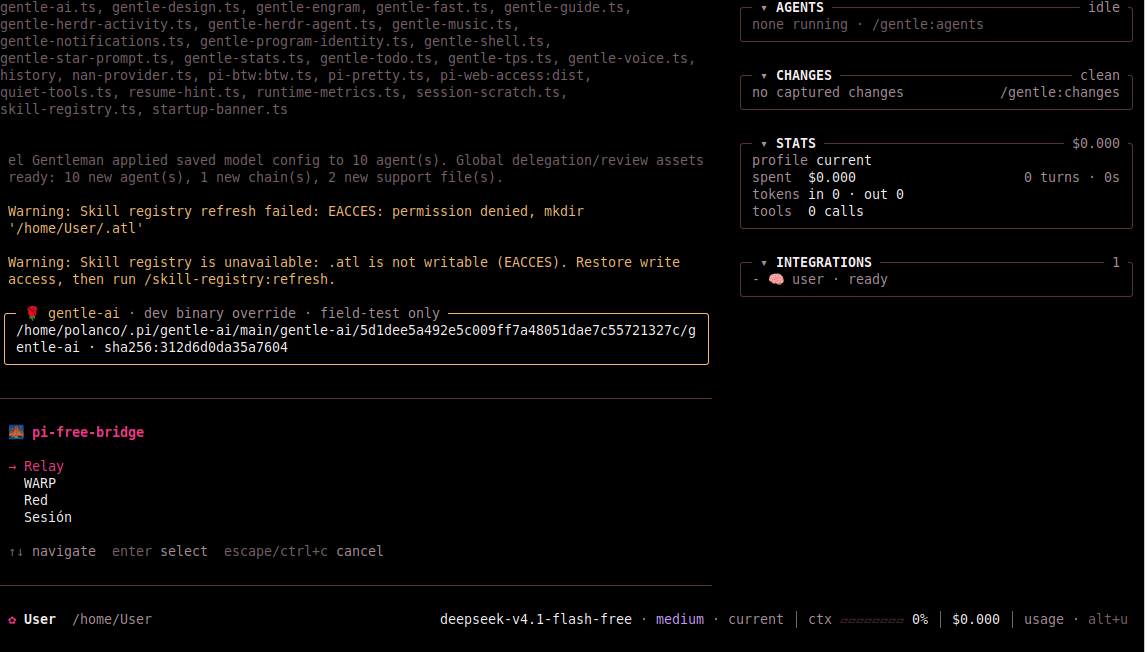 gentle-ai.ts, gentle-design.ts, gentle-engram, gentle-fast.ts, gentle-guide.ts,
gentle-herdr-activity.ts, gentle-herdr-agent.ts, gentle-music.ts,
gentle-notifications.ts, gentle-program-identity.ts, gentle-shell.ts,
gentle-star-prompt.ts, gentle-stats.ts, gentle-todo.ts, gentle-tps.ts, gentle-voice.ts,
history, nan-provider.ts, pi-btw:btw.ts, pi-pretty.ts, pi-web-access:dist,
quiet-tools.ts, resume-hint.ts, runtime-metrics.ts, session-scratch.ts,
skill-registry.ts, startup-banner.ts
el Gentleman applied saved model config to 10 agent(s). Global delegation/review assets
ready: 10 new agent(s), 1 new chain(s), 2 new support file(s).
Warning: Skill registry refresh failed: EACCES: permission denied, mkdir
'/home/User/.atl'
Warning: Skill registry is unavailable: .atl is not writable (EACCES). Restore write
access, then run /skill-registry:refresh.
🌹 gentle-ai · dev binary override · field-test only
/home/polanco/.pi/gentle-ai/main/gentle-ai/5d1dee5a492e5c009ff7a48051dae7c55721327c/g
entle-ai · sha256:312d6d0da35a7604
🌉 pi-free-bridge
→ Relay
WARP
Red
Sesión
↑↓ navigate  enter select  escape/ctrl+c cancel
▾ AGENTS idle
none running · /gentle:agents
▾ CHANGES clean
no captured changes /gentle:changes
▾ STATS $0.000
profile current
spent $0.000 0 turns · 0s
tokens in 0 · out 0
tools 0 calls
▾ INTEGRATIONS 1
- 🧠 user · ready
✿ User /home/User deepseek-v4.1-flash-free · medium · current │ ctx ▱▱▱▱▱▱▱▱ 0% │ $0.000 │ usage · alt+u